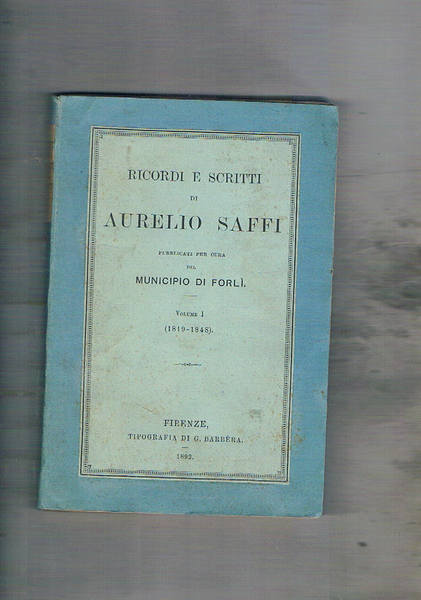 RICORDI E SCRITTI
DI
AURELIO SAFFI
PUBBLICATI PER CURA
DEL
MUNICIPIO DI FORLÌ.
VOLUME I
(1819-1848).
FIRENZE,
TIPOGRAFIA DI G. BARBÈRA.
1892.